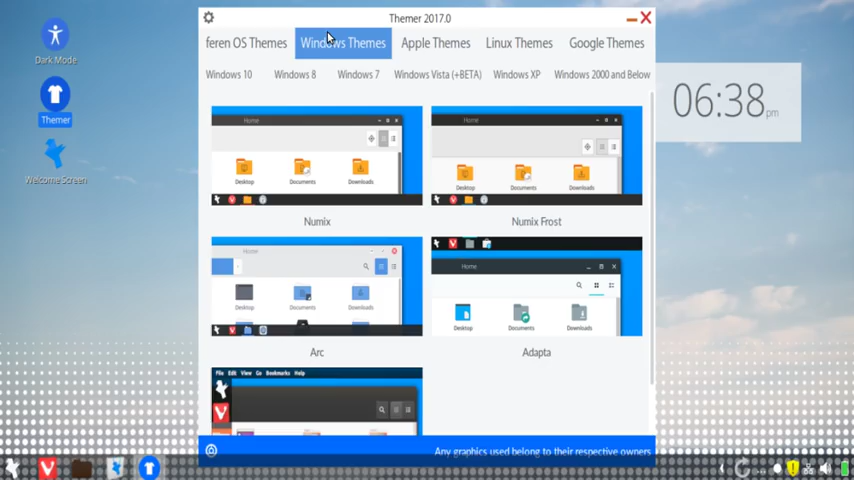 Themer 2017.0
feren OS Themes
Windows Themes
Apple Themes
Linux Themes
Google Themes
Windows 10
Windows 8
Windows 7
Windows Vista (+BETA)
Windows XP
Windows 2000 and Below
Dark Mode
Themer
Welcome Screen
06:38 pm
Home
Desktop
Documents
Downloads
Numix
Home
Desktop
Documents
Downloads
Numix Frost
Home
Desktop
Documents
Downloads
Arc
Home
Desktop
Documents
Downloads
Adapta
File Edit View Go Bookmarks Help
@
Any graphics used belong to their respective owners